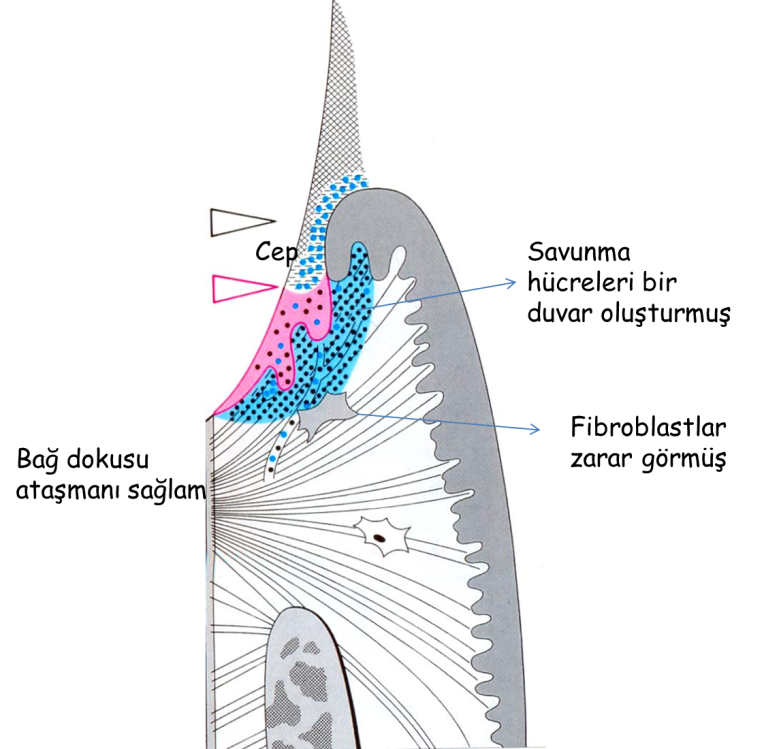 Cep
Savunma
hücreleri bir
duvar oluşturmuş
Fibroblastlar
zarar görmüş
Bağ dokusu
ataşmanı sağlam